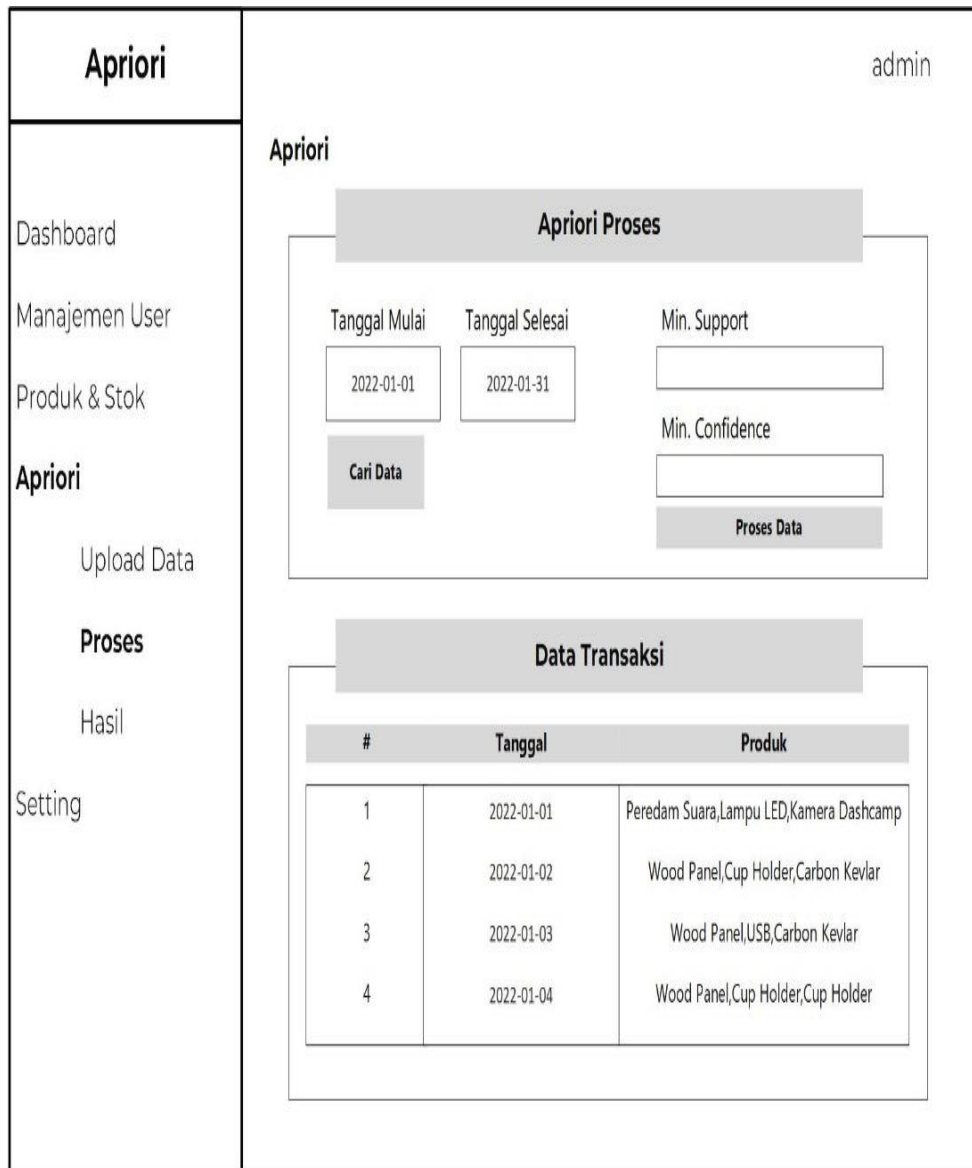 Apriori
admin
Dashboard
Manajemen User
Produk & Stok
Apriori
Upload Data
Proses
Hasil
Setting
Apriori
Apriori Proses
Tanggal Mulai Tanggal Selesai
2022-01-01 2022-01-31
Cari Data
Min. Support
Min. Confidence
Proses Data
Data Transaksi
# Tanggal Produk
1 2022-01-01 Peredam Suara,Lampu LED,Kamera Dashcamp
2 2022-01-02 Wood Panel,Cup Holder,Carbon Kevlar
3 2022-01-03 Wood Panel,USB,Carbon Kevlar
4 2022-01-04 Wood Panel,Cup Holder,Cup Holder